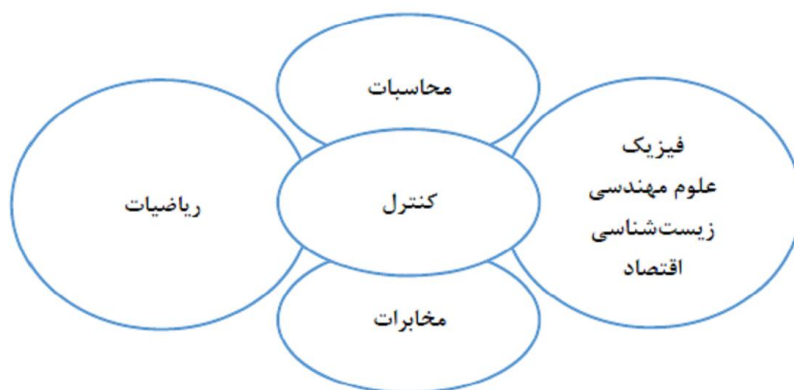 محاسبات
فیزیک
علوم مهندسی
زیست‌شناسی
اقتصاد
کنترل
ریاضیات
مخابرات